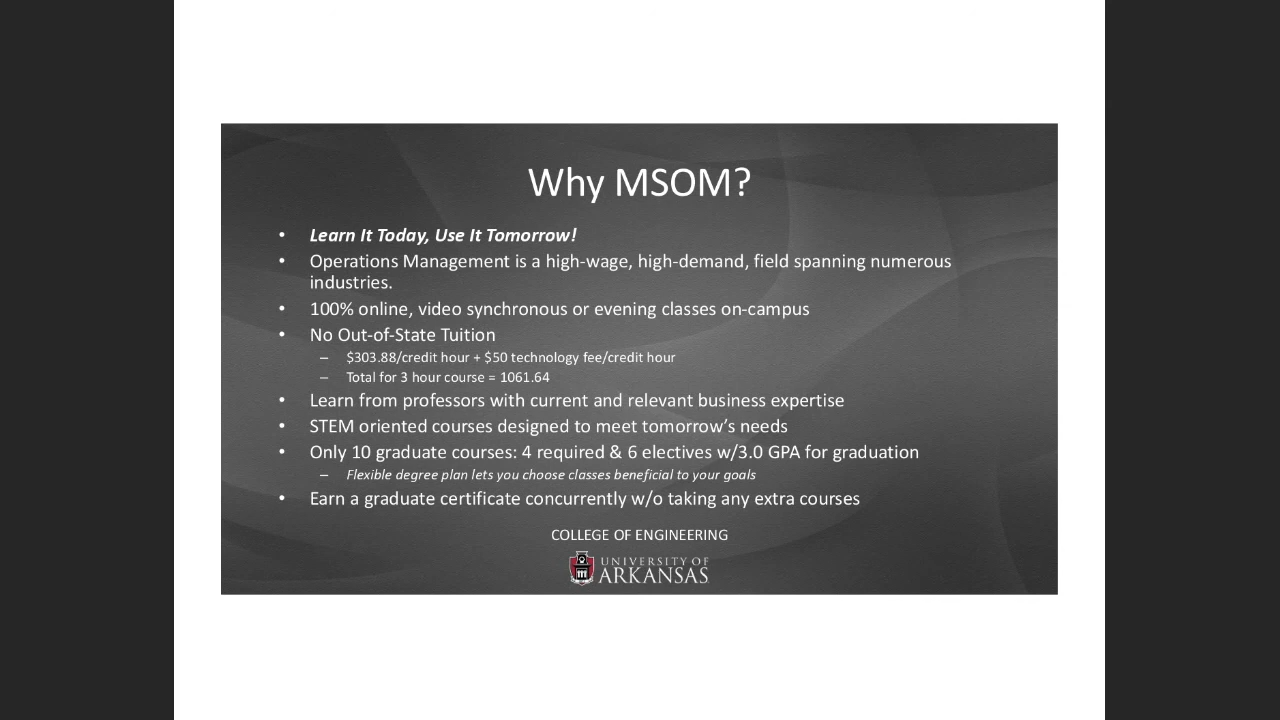 Why MSOM?
• Learn It Today, Use It Tomorrow!
• Operations Management is a high-wage, high-demand, field spanning numerous
industries.
• 100% online, video synchronous or evening classes on-campus
• No Out-of-State Tuition
– $303.88/credit hour + $50 technology fee/credit hour
– Total for 3 hour course = 1061.64
• Learn from professors with current and relevant business expertise
• STEM oriented courses designed to meet tomorrow’s needs
• Only 10 graduate courses: 4 required & 6 electives w/3.0 GPA for graduation
– Flexible degree plan lets you choose classes beneficial to your goals
• Earn a graduate certificate concurrently w/o taking any extra courses
COLLEGE OF ENGINEERING
UNIVERSITY OF
ARKANSAS